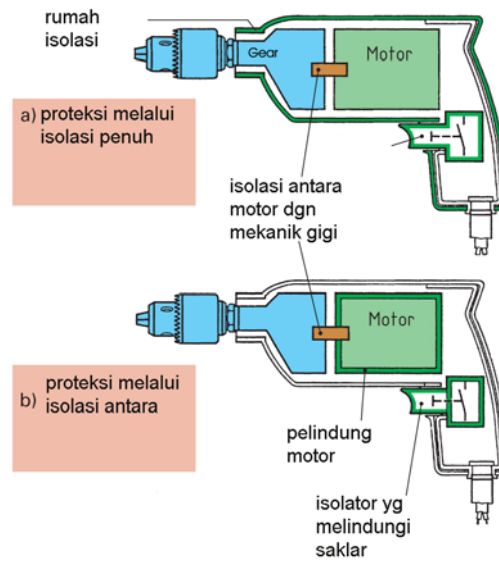 rumah
isolasi
Gear
Motor
a) proteksi melalui
isolasi penuh
isolasi antara
motor dgn
mekanik gigi
Motor
b) proteksi melalui
isolasi antara
pelindung
motor
isolator yg
melindungi
saklar